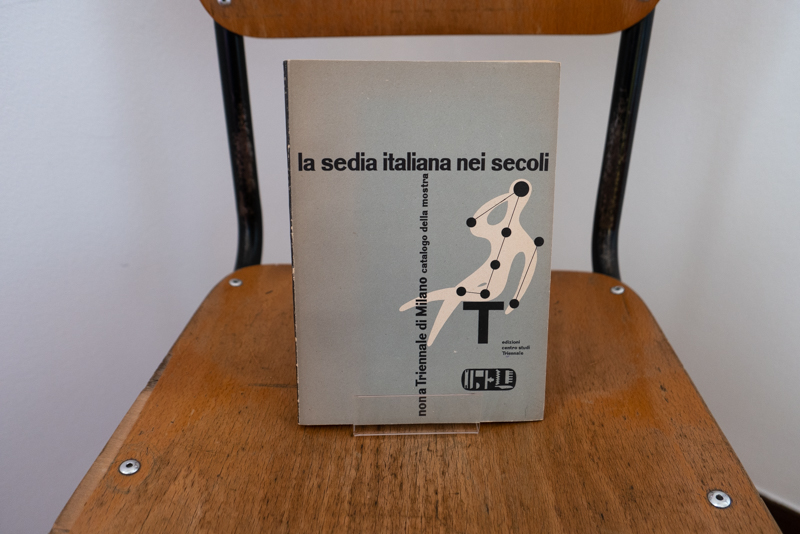 la sedia italiana nei secoli
nona Triennale di Milano catalogo della mostra
T
edizioni
centro studi
Triennale